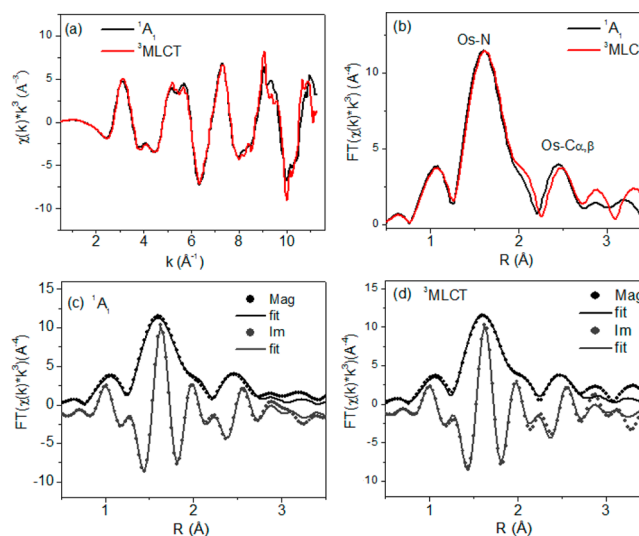 (a)
¹A₁
³MLCT
χ(k)*k³ (Å⁻³)
10
5
0
-5
-10
2
4
6
8
10
k (Å⁻¹)
(b)
Os-N
¹A₁
³MLC
Os-Cα,β
FT(χ(k)*k³) (Å⁻⁴)
10
5
0
1
2
3
R (Å)
(c)
¹A₁
Mag
fit
Im
fit
FT(χ(k)*k³)(Å⁻⁴)
15
10
5
0
-5
-10
1
2
3
R (Å)
(d)
³MLCT
Mag
fit
Im
fit
FT(χ(k)*k³)(A⁻⁴)
15
10
5
0
-5
10
1
2
3
R (Å)